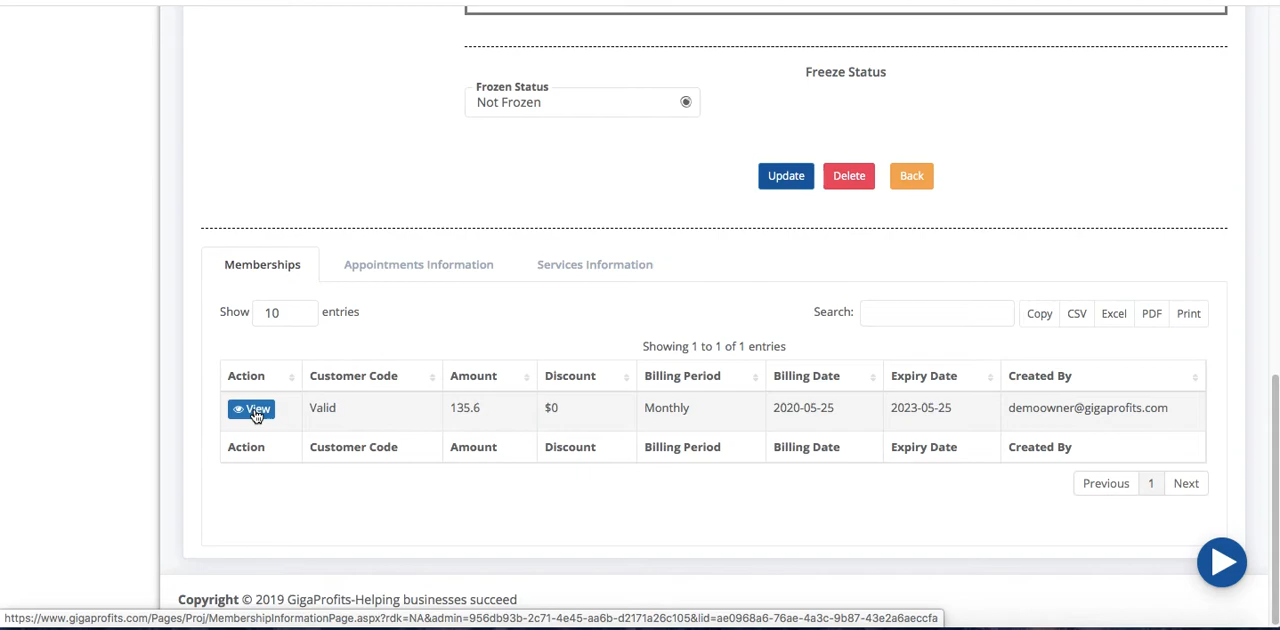 Freeze Status
Frozen Status
Not Frozen
Update Delete Back
Memberships Appointments Information Services Information
Show 10 entries Search: Copy CSV Excel PDF Print
Showing 1 to 1 of 1 entries
Action Customer Code Amount Discount Billing Period Billing Date Expiry Date Created By
View Valid 135.6 $0 Monthly 2020-05-25 2023-05-25 demoowner@gigaprofits.com
Action Customer Code Amount Discount Billing Period Billing Date Expiry Date Created By
Previous 1 Next
Copyright © 2019 GigaProfits-Helping businesses succeed
https://www.gigaprofits.com/Pages/Proj/MembershipInformationPage.aspx?rdk=NA&admin=956db93b-2c71-4e45-aa6b-d2171a26c105&lid=ae0968a6-76ae-4a3c-9b87-43e2a6aeccfa